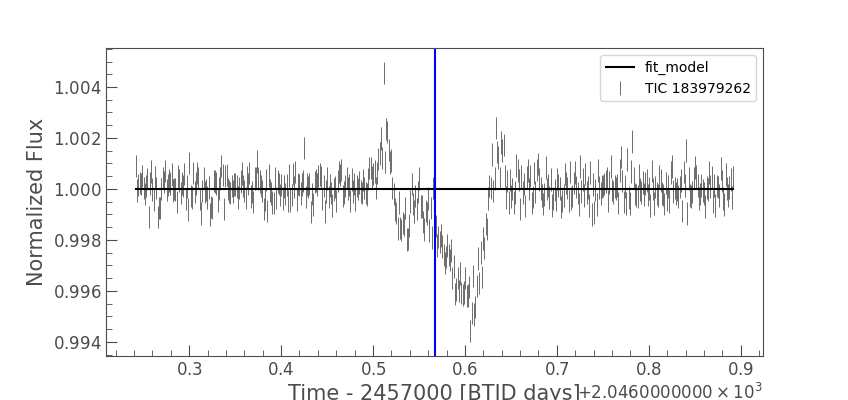 fit_model
TIC 183979262
1.004
1.002
1.000
0.998
0.996
0.994
Normalized Flux
0.3 0.4 0.5 0.6 0.7 0.8 0.9
Time - 2457000 [BTJD days]
+2.0460000000 × 10³